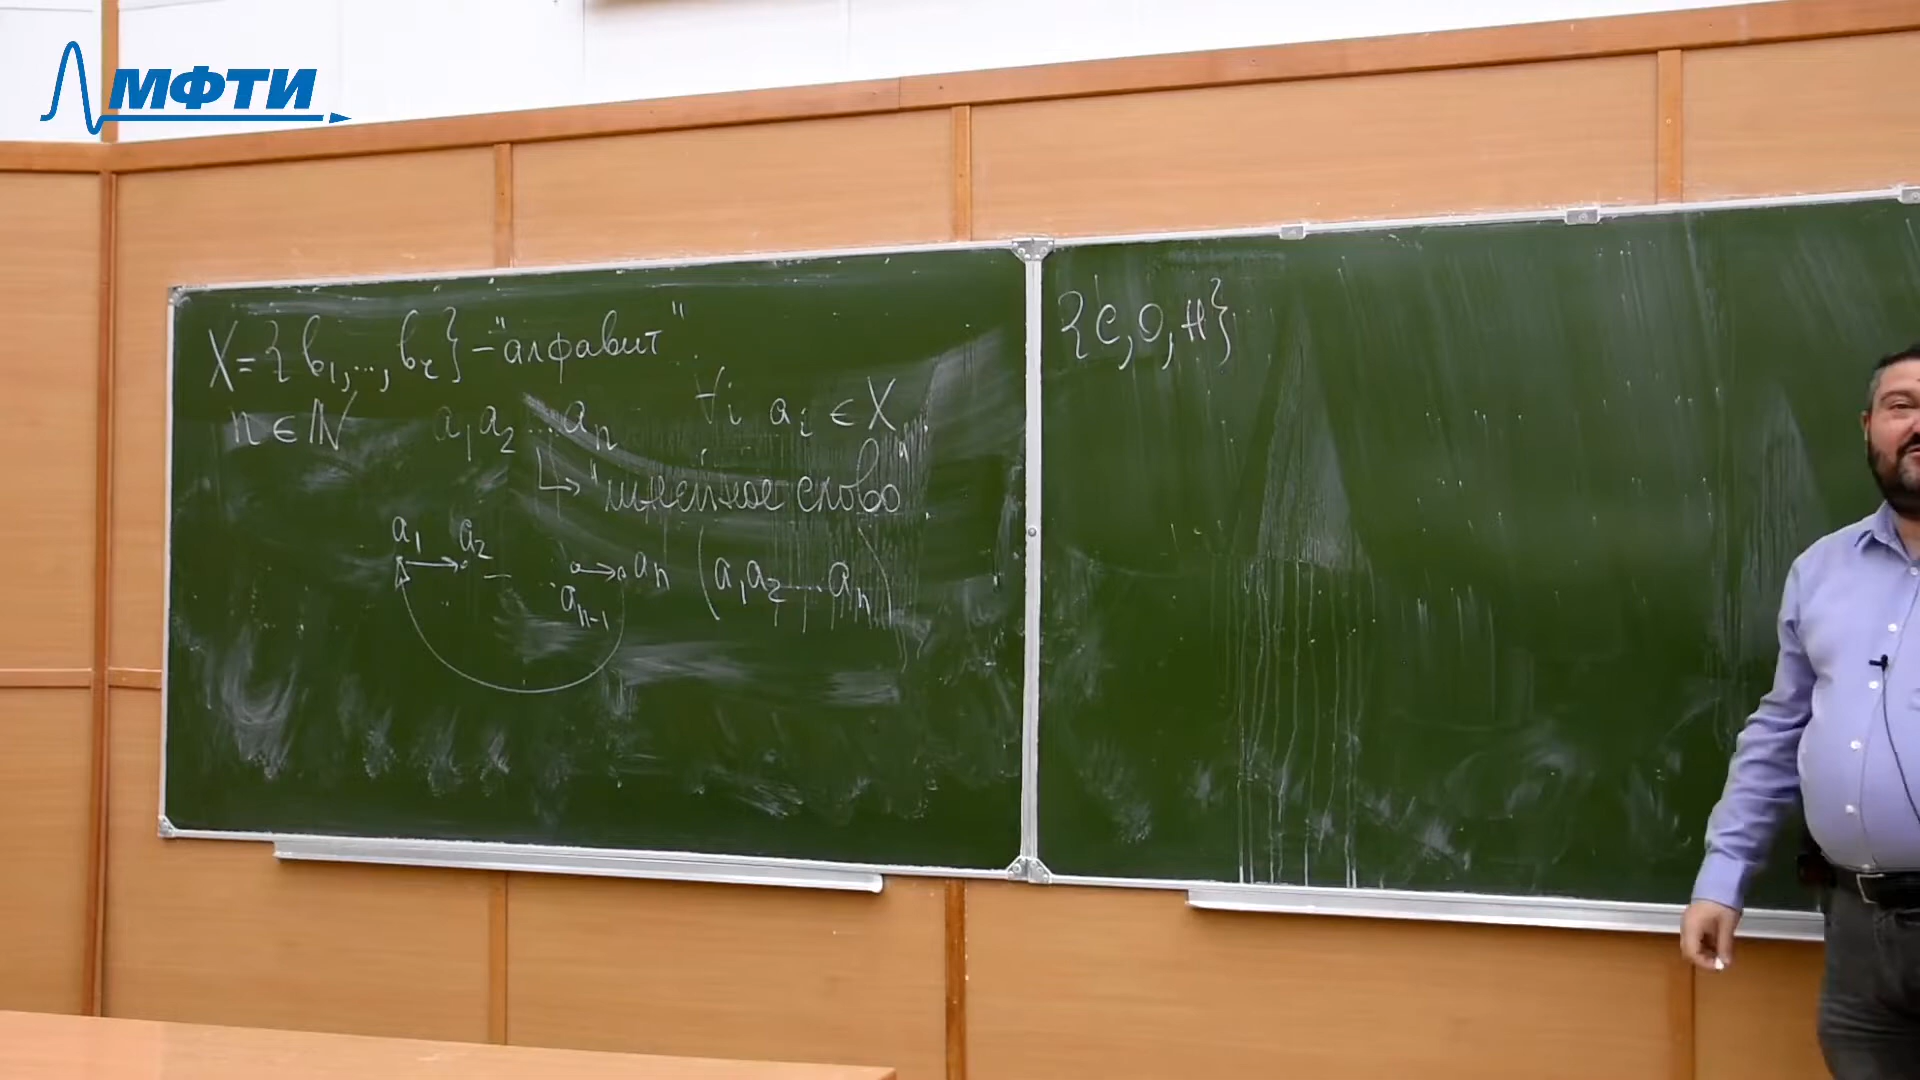 МФТИ
X = {b₁, ..., bᵣ} - "алфавит"
n ∈ ℕ a₁a₂...aₙ ∀i aᵢ ∈ X
↳ "линейное слово"
a₁ → a₂ – ... aₙ₋₁ → aₙ (a₁a₂...aₙ)
{C, O, H}